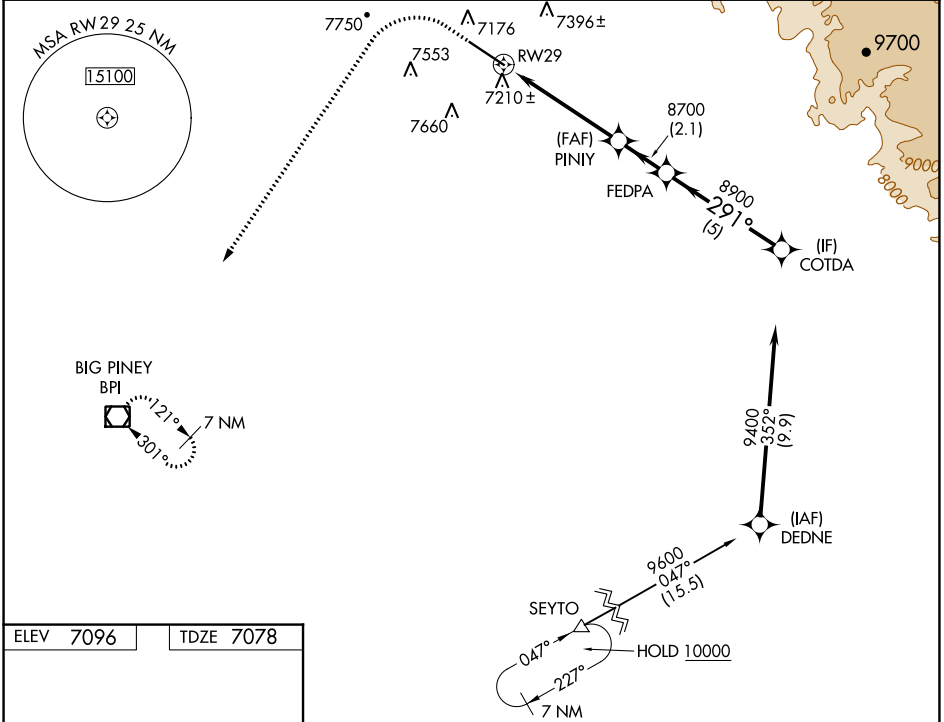 MSA RW29 25 NM
15100
7750
7176
7396±
7553
RW29
7210±
7660
9700
8700
(2.1)
(FAF)
PINIY
FEDPA
8900
291°
(5)
(IF)
COTDA
9000
8000
BIG PINEY
BPI
121°
301°
7 NM
9400
352°
(9.9)
(IAF)
DEDNE
9600
047°
(15.5)
SEYTO
HOLD 10000
047°
227°
7 NM
ELEV 7096
TDZE 7078